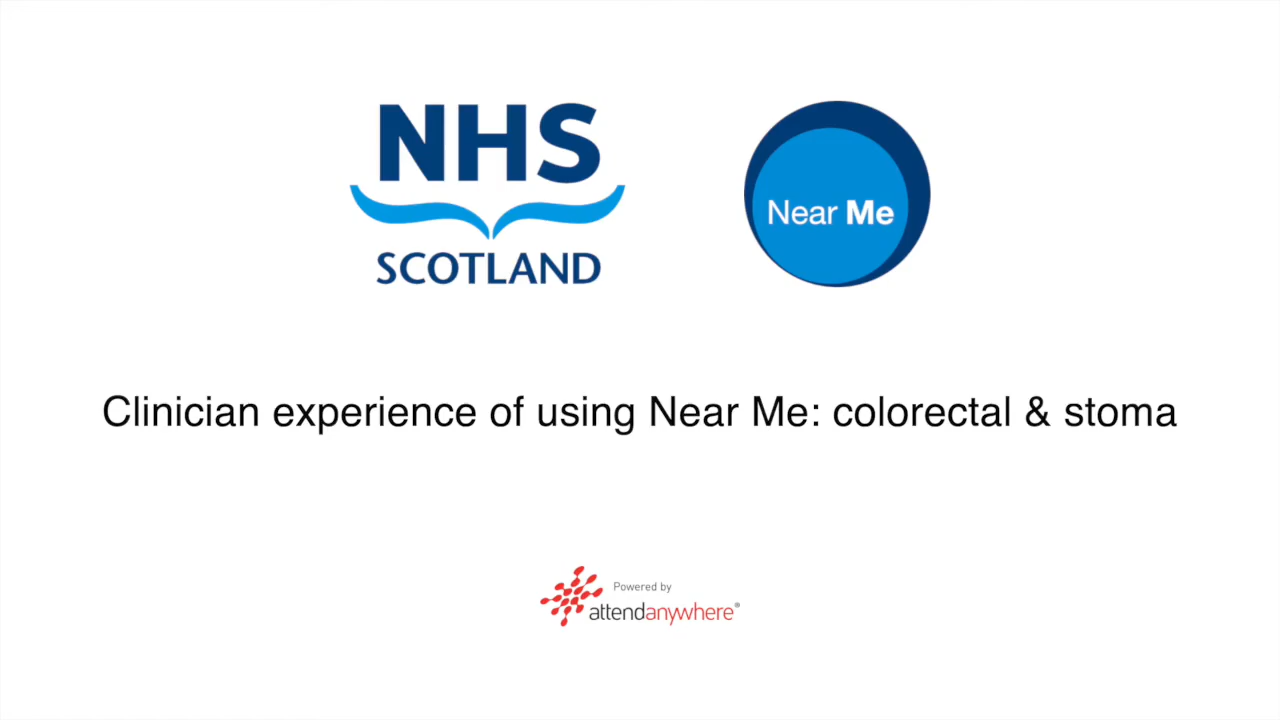 NHS
SCOTLAND
Near Me
Clinician experience of using Near Me: colorectal & stoma
Powered by
attendanywhere®